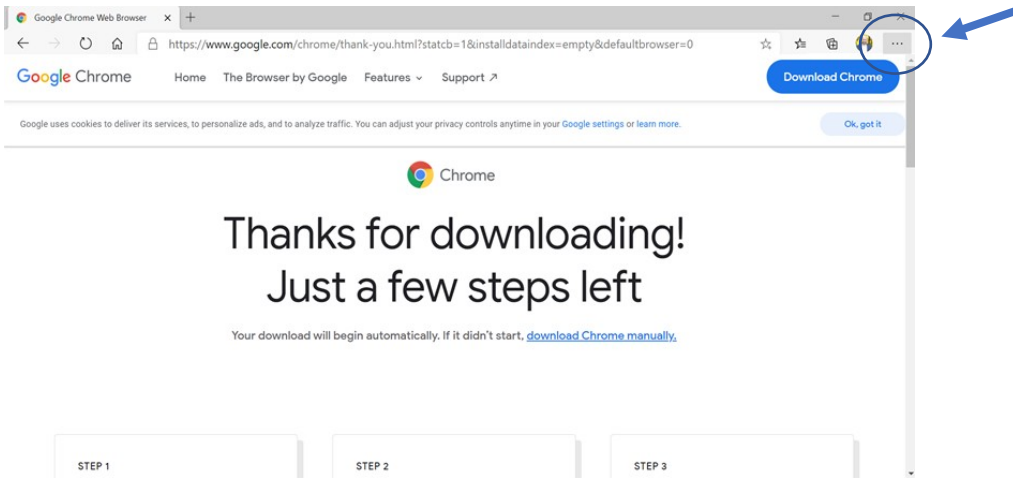 Google Chrome Web Browser
https://www.google.com/chrome/thank-you.html?statcb=1&installdataindex=empty&defaultbrowser=0
Google Chrome Home The Browser by Google Features Support Download Chrome
Google uses cookies to deliver its services, to personalize ads, and to analyze traffic. You can adjust your privacy controls anytime in your Google settings or learn more. Ok, got it
Chrome
Thanks for downloading!
Just a few steps left
Your download will begin automatically. If it didn't start, download Chrome manually.
STEP 1 STEP 2 STEP 3